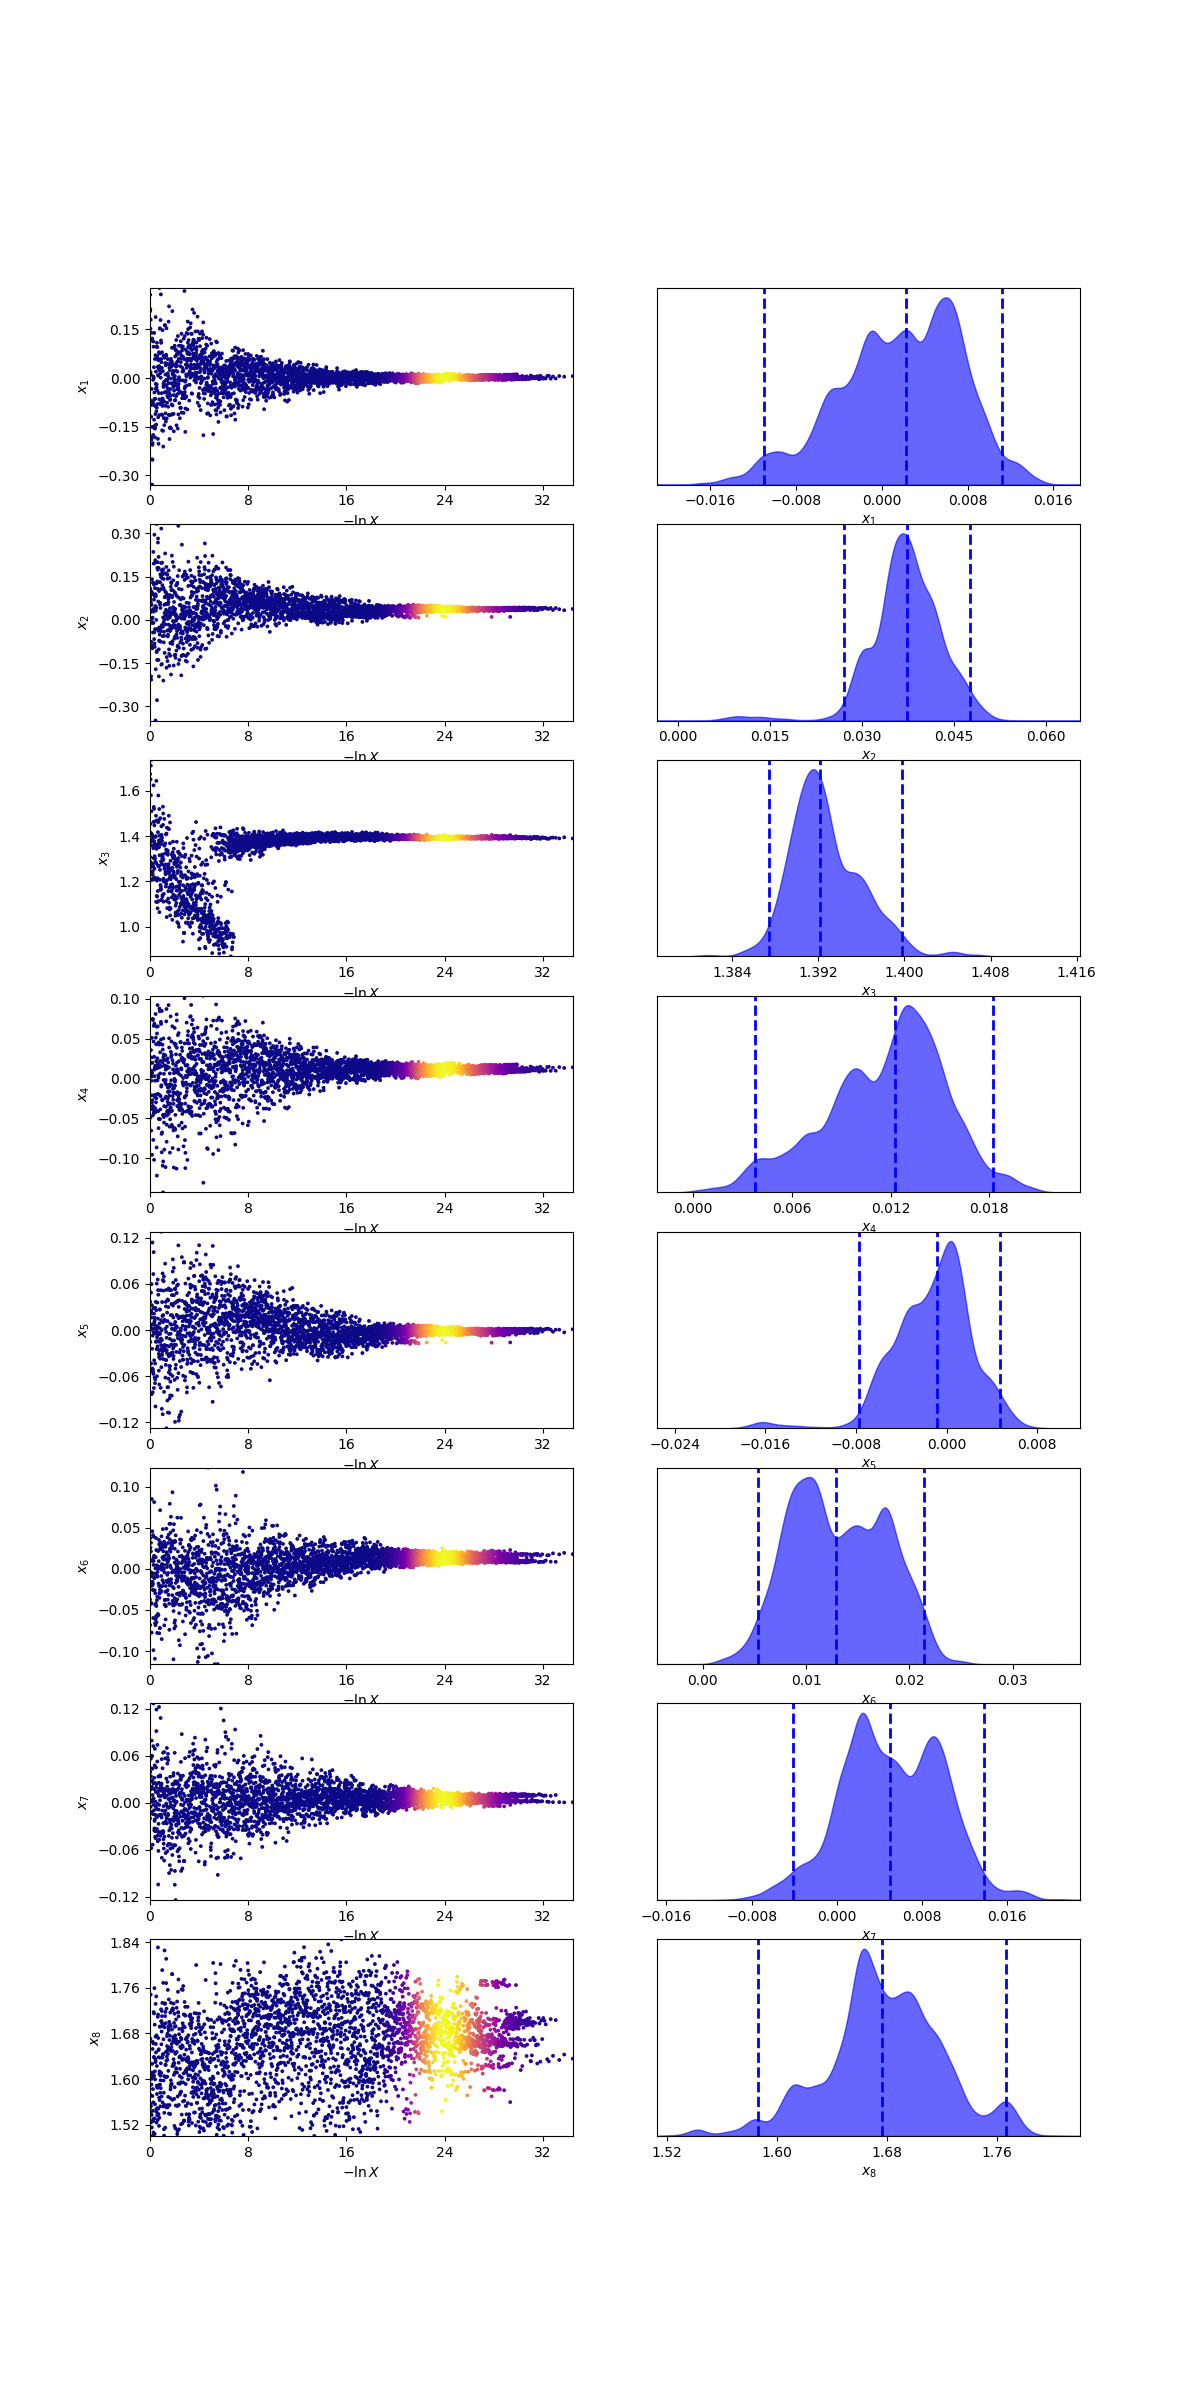 0.15
0.00
−0.15
−0.30
x₁
0 8 16 24 32
−ln X
−0.016 −0.008 0.000 0.008 0.016
x₁
0.30
0.15
0.00
−0.15
−0.30
x₂
0 8 16 24 32
−ln X
0.000 0.015 0.030 0.045 0.060
x₂
1.6
1.4
1.2
1.0
x₃
0 8 16 24 32
−ln X
1.384 1.392 1.400 1.408 1.416
x₃
0.10
0.05
0.00
−0.05
−0.10
x₄
0 8 16 24 32
−ln X
0.000 0.006 0.012 0.018
x₄
0.12
0.06
0.00
−0.06
−0.12
x₅
0 8 16 24 32
−ln X
−0.024 −0.016 −0.008 0.000 0.008
x₅
0.10
0.05
0.00
−0.05
−0.10
x₆
0 8 16 24 32
−ln X
0.00 0.01 0.02 0.03
x₆
0.12
0.06
0.00
−0.06
−0.12
x₇
0 8 16 24 32
−ln X
−0.016 −0.008 0.000 0.008 0.016
x₇
1.84
1.76
1.68
1.60
1.52
x₈
0 8 16 24 32
−ln X
1.52 1.60 1.68 1.76
x₈